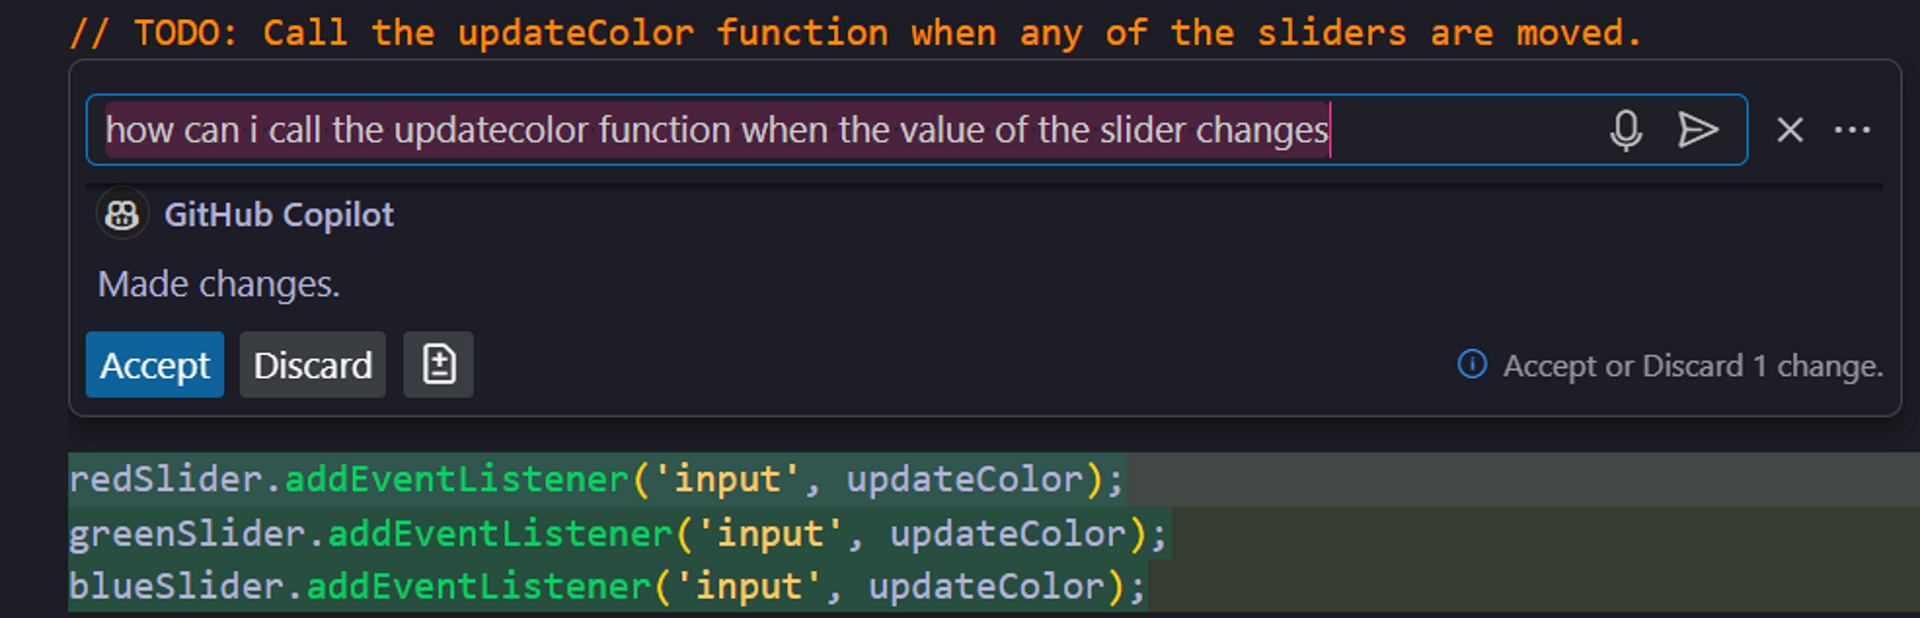 // TODO: Call the updateColor function when any of the sliders are moved.
how can i call the updatecolor function when the value of the slider changes
GitHub Copilot
Made changes.
Accept Discard Accept or Discard 1 change.
redSlider.addEventListener('input', updateColor);
greenSlider.addEventListener('input', updateColor);
blueSlider.addEventListener('input', updateColor);